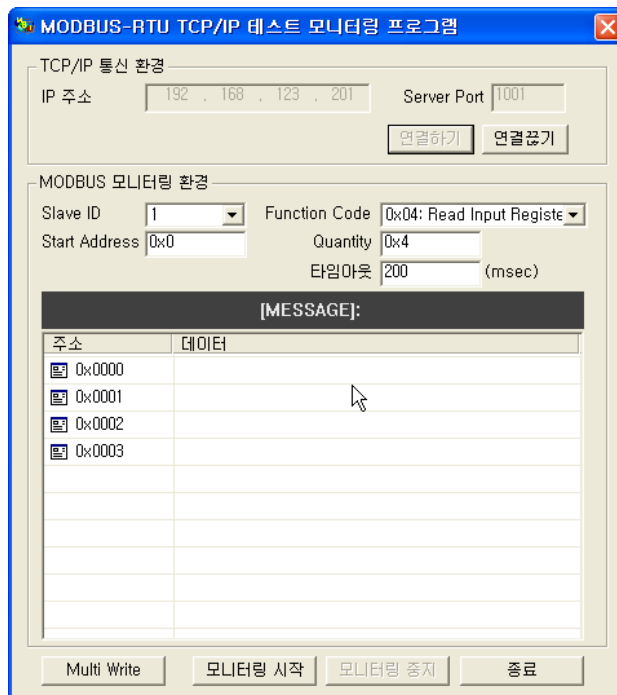 MODBUS-RTU TCP/IP 테스트 모니터링 프로그램
TCP/IP 통신 환경
IP 주소 192 . 168 . 123 . 201 Server Port 1001
연결하기 연결끊기
MODBUS 모니터링 환경
Slave ID 1 Function Code 0x04: Read Input Registe
Start Address 0x0 Quantity 0x4
타임아웃 200 (msec)
[MESSAGE]:
주소 데이터
0x0000
0x0001
0x0002
0x0003
Multi Write 모니터링 시작 모니터링 중지 종료